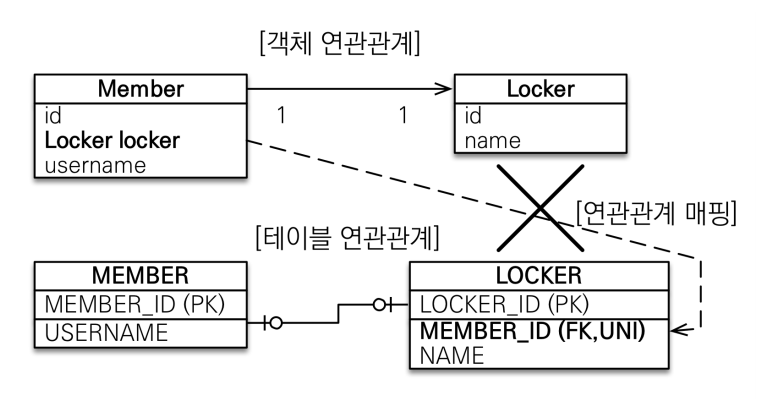 [객체 연관관계]
Member
id
Locker locker
username
1
1
Locker
id
name
[연관관계 매핑]
[테이블 연관관계]
MEMBER
MEMBER_ID (PK)
USERNAME
LOCKER
LOCKER_ID (PK)
MEMBER_ID (FK,UNI)
NAME